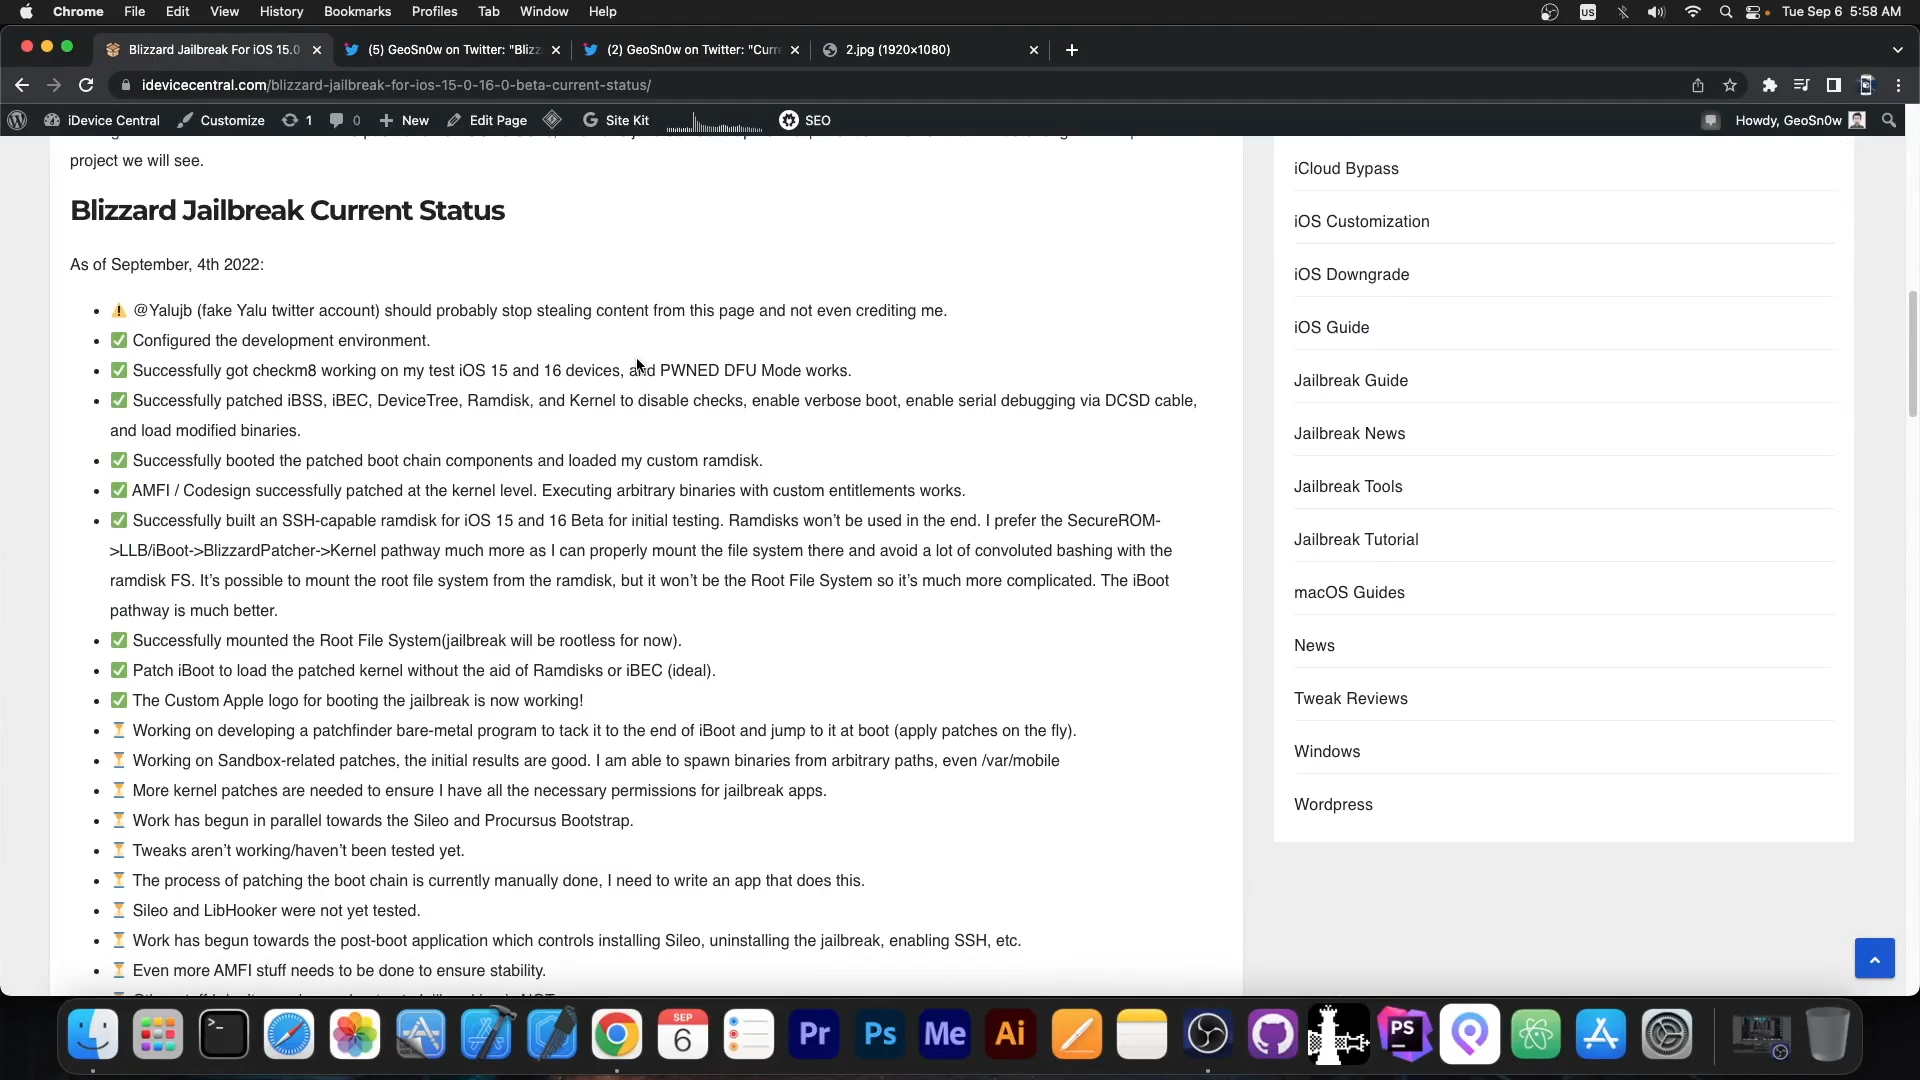 Chrome File Edit View History Bookmarks Profiles Tab Window Help US Tue Sep 6 5:58 AM
Blizzard Jailbreak For iOS 15.0 (5) GeoSn0w on Twitter: "Blizz (2) GeoSn0w on Twitter: "Curre 2.jpg (1920×1080)
idevicecentral.com/blizzard-jailbreak-for-ios-15-0-16-0-beta-current-status/
iDevice Central Customize 1 0 New Edit Page Site Kit SEO Howdy, GeoSn0w
project we will see.
Blizzard Jailbreak Current Status
As of September, 4th 2022:
• ⚠️ @Yalujb (fake Yalu twitter account) should probably stop stealing content from this page and not even crediting me.
• ✅ Configured the development environment.
• ✅ Successfully got checkm8 working on my test iOS 15 and 16 devices, and PWNED DFU Mode works.
• ✅ Successfully patched iBSS, iBEC, DeviceTree, Ramdisk, and Kernel to disable checks, enable verbose boot, enable serial debugging via DCSD cable,
and load modified binaries.
• ✅ Successfully booted the patched boot chain components and loaded my custom ramdisk.
• ✅ AMFI / Codesign successfully patched at the kernel level. Executing arbitrary binaries with custom entitlements works.
• ✅ Successfully built an SSH-capable ramdisk for iOS 15 and 16 Beta for initial testing. Ramdisks won't be used in the end. I prefer the SecureROM-
>LLB/iBoot->BlizzardPatcher->Kernel pathway much more as I can properly mount the file system there and avoid a lot of convoluted bashing with the
ramdisk FS. It's possible to mount the root file system from the ramdisk, but it won't be the Root File System so it's much more complicated. The iBoot
pathway is much better.
• ✅ Successfully mounted the Root File System(jailbreak will be rootless for now).
• ✅ Patch iBoot to load the patched kernel without the aid of Ramdisks or iBEC (ideal).
• ✅ The Custom Apple logo for booting the jailbreak is now working!
• ⏳ Working on developing a patchfinder bare-metal program to tack it to the end of iBoot and jump to it at boot (apply patches on the fly).
• ⏳ Working on Sandbox-related patches, the initial results are good. I am able to spawn binaries from arbitrary paths, even /var/mobile
• ⏳ More kernel patches are needed to ensure I have all the necessary permissions for jailbreak apps.
• ⏳ Work has begun in parallel towards the Sileo and Procursus Bootstrap.
• ⏳ Tweaks aren't working/haven't been tested yet.
• ⏳ The process of patching the boot chain is currently manually done, I need to write an app that does this.
• ⏳ Sileo and LibHooker were not yet tested.
• ⏳ Work has begun towards the post-boot application which controls installing Sileo, uninstalling the jailbreak, enabling SSH, etc.
• ⏳ Even more AMFI stuff needs to be done to ensure stability.
iCloud Bypass
iOS Customization
iOS Downgrade
iOS Guide
Jailbreak Guide
Jailbreak News
Jailbreak Tools
Jailbreak Tutorial
macOS Guides
News
Tweak Reviews
Windows
Wordpress
SEP
6 Pr Ps Me Ai PS